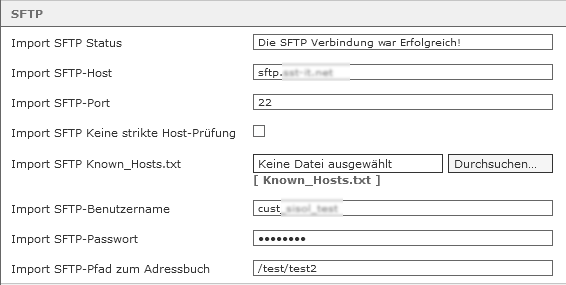 SFTP
Import SFTP Status Die SFTP Verbindung war Erfolgreich!
Import SFTP-Host sftp.
Import SFTP-Port 22
Import SFTP Keine strikte Host-Prüfung
Import SFTP Known_Hosts.txt Keine Datei ausgewählt Durchsuchen...
[ Known_Hosts.txt ]
Import SFTP-Benutzername cust_
Import SFTP-Passwort ••••••••
Import SFTP-Pfad zum Adressbuch /test/test2